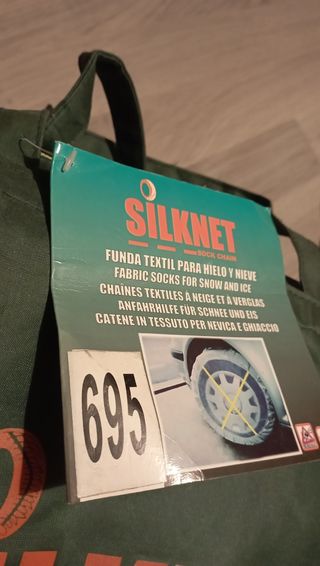 SILKNET
SOCIL CHAIN
FUNDA TEXTIL PARA HIELO Y NIEVE
FABRIC SOCKS FOR SNOW AND ICE
CHAÎNES TEXTILES À NEIGE ET À VERGLAS
ANFAHRHILFE FÜR SCHNEE UND EIS
CATENE IN TESSUTO PER NEVICA E GHIACCIO
695